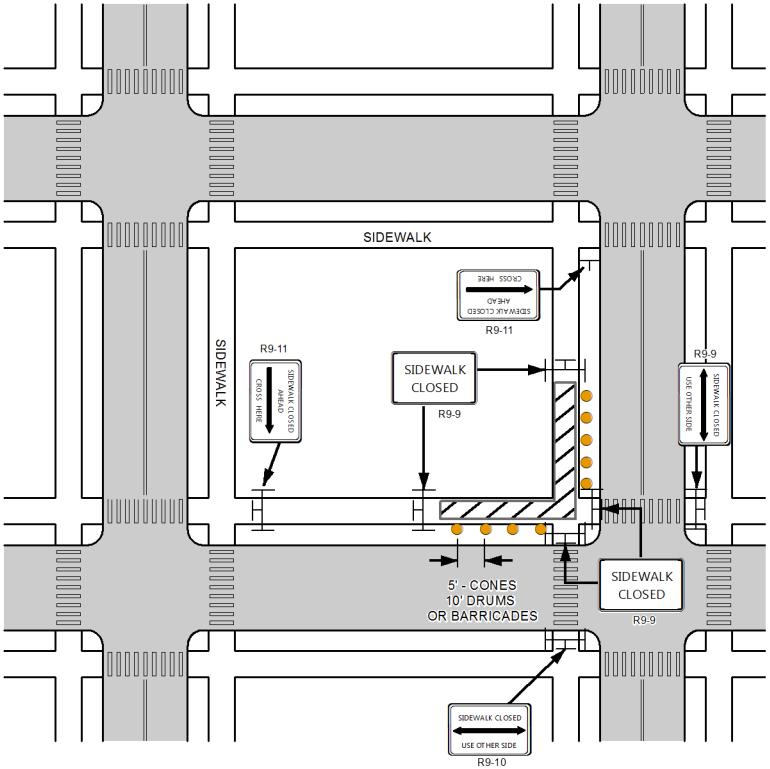 SIDEWALK
SIDEWALK CLOSED
AHEAD
CROSS HERE
R9-11
R9-11
SIDEWALK
SIDEWALK CLOSED
AHEAD
CROSS HERE
SIDEWALK
CLOSED
R9-9
R9-9
SIDEWALK CLOSED
USE OTHER SIDE
5' - CONES
10' DRUMS
OR BARRICADES
SIDEWALK
CLOSED
R9-9
SIDEWALK CLOSED
USE OTHER SIDE
R9-10